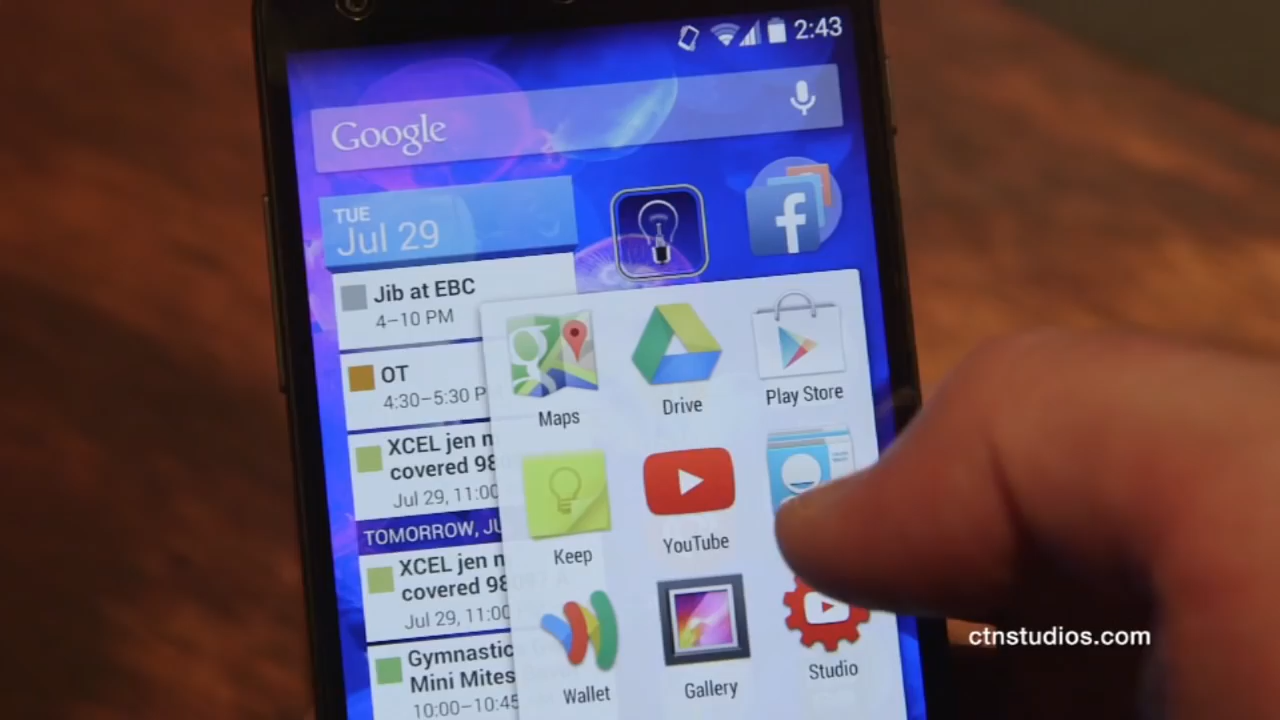 2:43
Google
TUE
Jul 29
Jib at EBC
4–10 PM
OT
4:30–5:30 P
XCEL jen
covered 98
Jul 29, 11:00
TOMORROW, JU
XCEL jen
covered 98
Jul 29, 11:00
Gymnastic
Mini Mites
10:00–10:45
f
g
Maps
Drive
Play Store
Keep
YouTube
Wallet
Gallery
Studio
ctnstudios.com